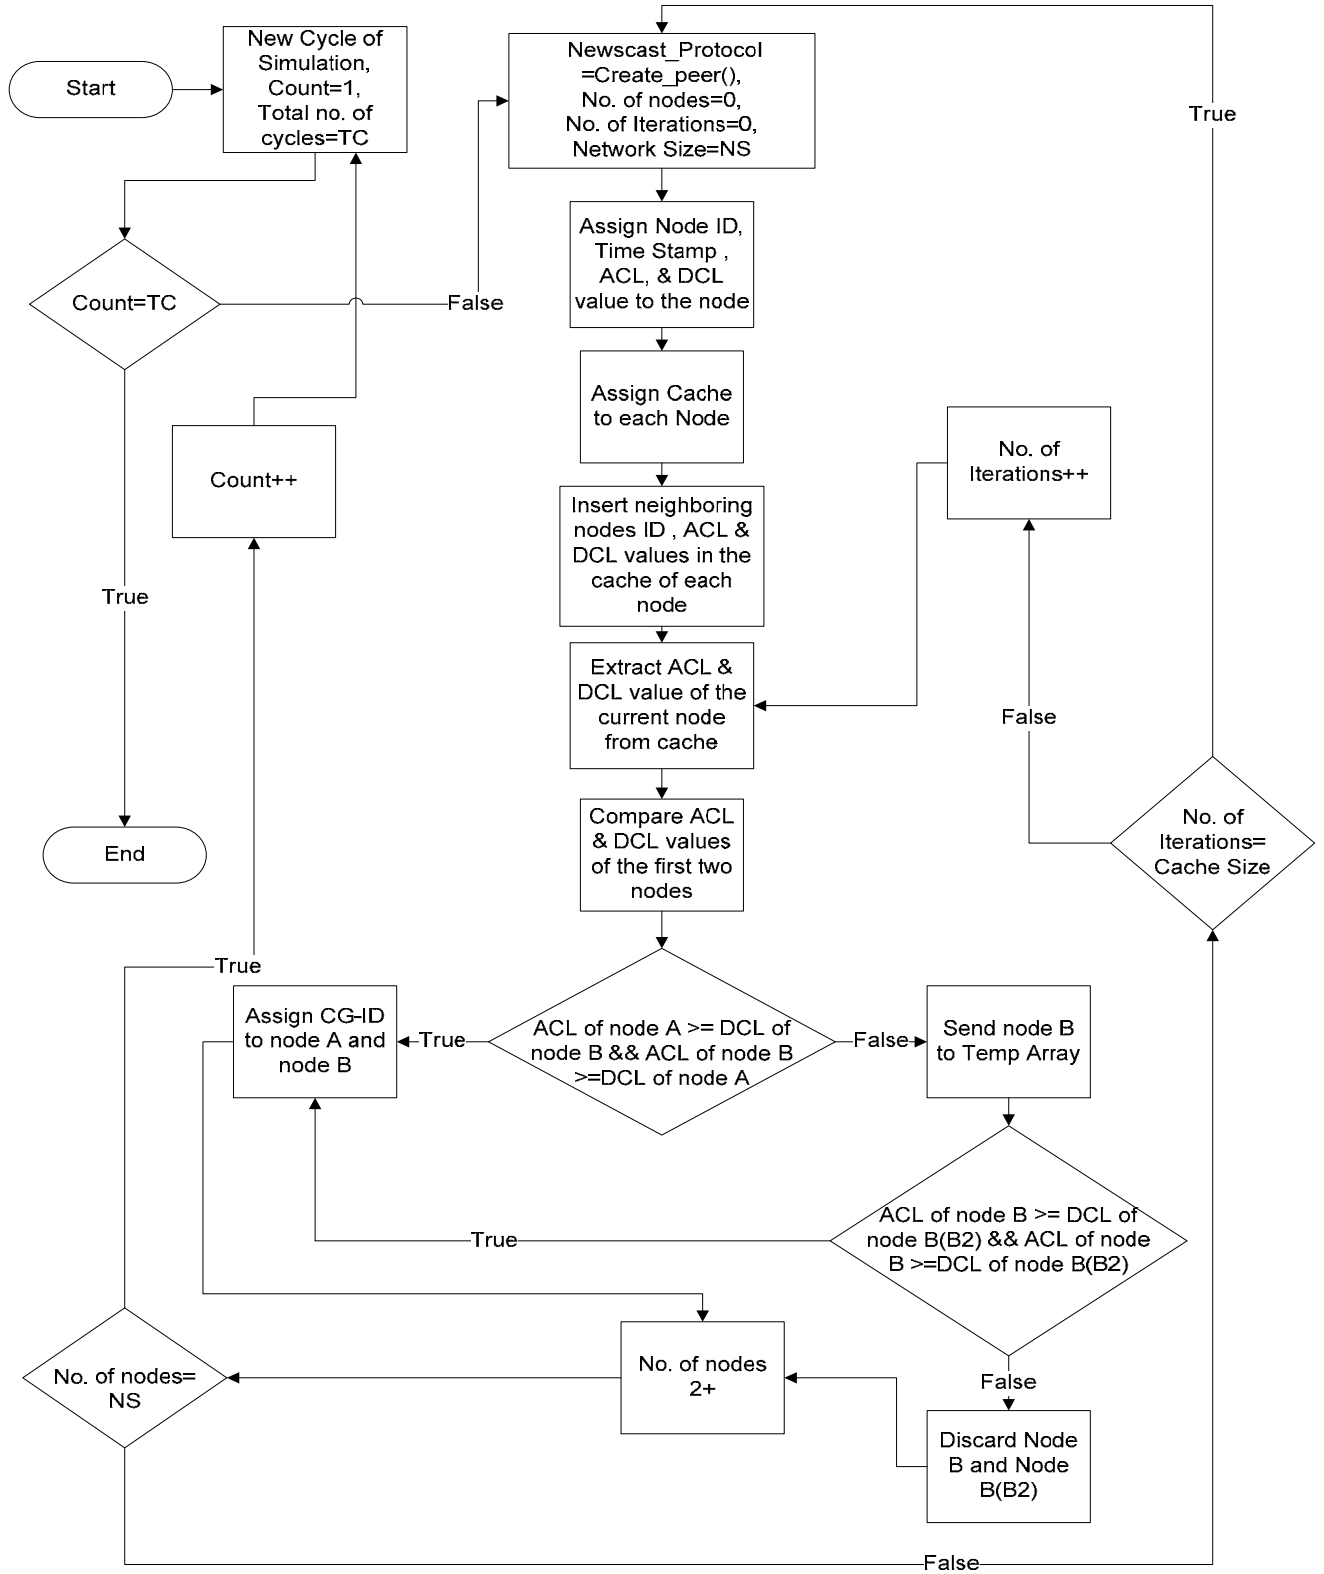 Start
New Cycle of
Simulation,
Count=1,
Total no. of
cycles=TC
Newscast_Protocol
=Create_peer(),
No. of nodes=0,
No. of Iterations=0,
Network Size=NS
True
Assign Node ID,
Time Stamp ,
ACL, & DCL
value to the node
Count=TC
False
Assign Cache
to each Node
No. of
Iterations++
Count++
Insert neighboring
nodes ID , ACL &
DCL values in the
cache of each
node
True
Extract ACL &
DCL value of the
current node
from cache
False
Compare ACL
& DCL values
of the first two
nodes
No. of
Iterations=
Cache Size
End
True
Assign CG-ID
to node A and
node B
True
ACL of node A >= DCL of
node B && ACL of node B
>=DCL of node A
False
Send node B
to Temp Array
ACL of node B >= DCL of
node B(B2) && ACL of node
B >=DCL of node B(B2)
True
No. of nodes=
NS
No. of nodes
2+
False
Discard Node
B and Node
B(B2)
False